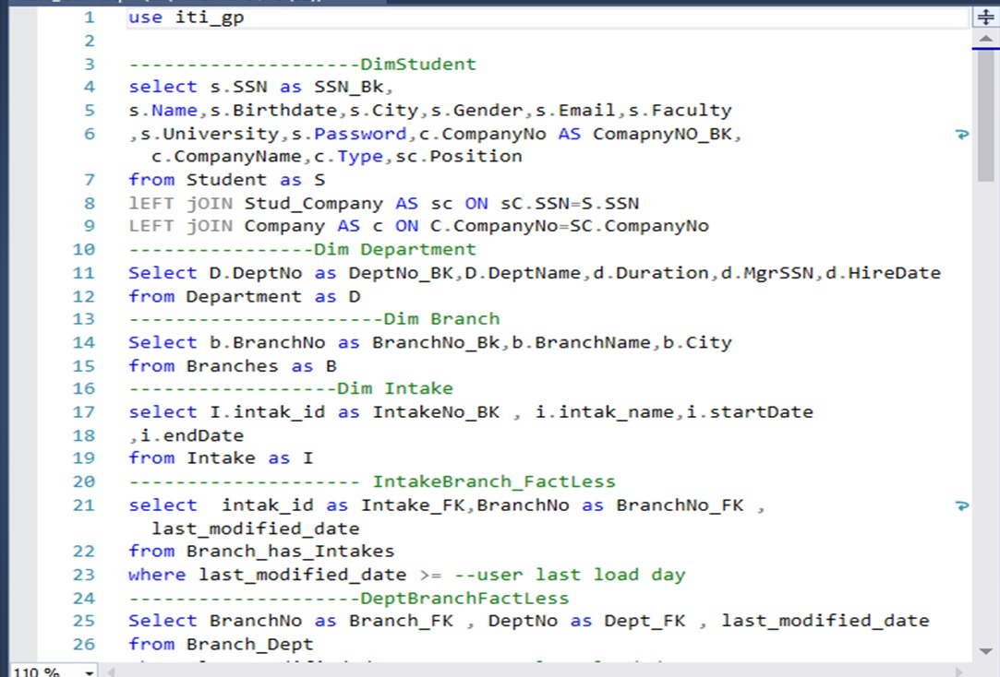 1 use iti_gp
2
3 --------------------DimStudent
4 select s.SSN as SSN_Bk,
5 s.Name,s.Birthdate,s.City,s.Gender,s.Email,s.Faculty
6 ,s.University,s.Password,c.CompanyNo AS ComapnyNO_BK,
c.CompanyName,c.Type,sc.Position
7 from Student as S
8 lEFT jOIN Stud_Company AS sc ON sC.SSN=S.SSN
9 LEFT jOIN Company AS c ON C.CompanyNo=SC.CompanyNo
10 ----------------Dim Department
11 Select D.DeptNo as DeptNo_BK,D.DeptName,d.Duration,d.MgrSSN,d.HireDate
12 from Department as D
13 ----------------------Dim Branch
14 Select b.BranchNo as BranchNo_Bk,b.BranchName,b.City
15 from Branches as B
16 ------------------Dim Intake
17 select I.intak_id as IntakeNo_BK , i.intak_name,i.startDate
18 ,i.endDate
19 from Intake as I
20 -------------------- IntakeBranch_FactLess
21 select  intak_id as Intake_FK,BranchNo as BranchNo_FK ,
last_modified_date
22 from Branch_has_Intakes
23 where last_modified_date >= --user last load day
24 --------------------DeptBranchFactLess
25 Select BranchNo as Branch_FK , DeptNo as Dept_FK , last_modified_date
26 from Branch_Dept
110 %